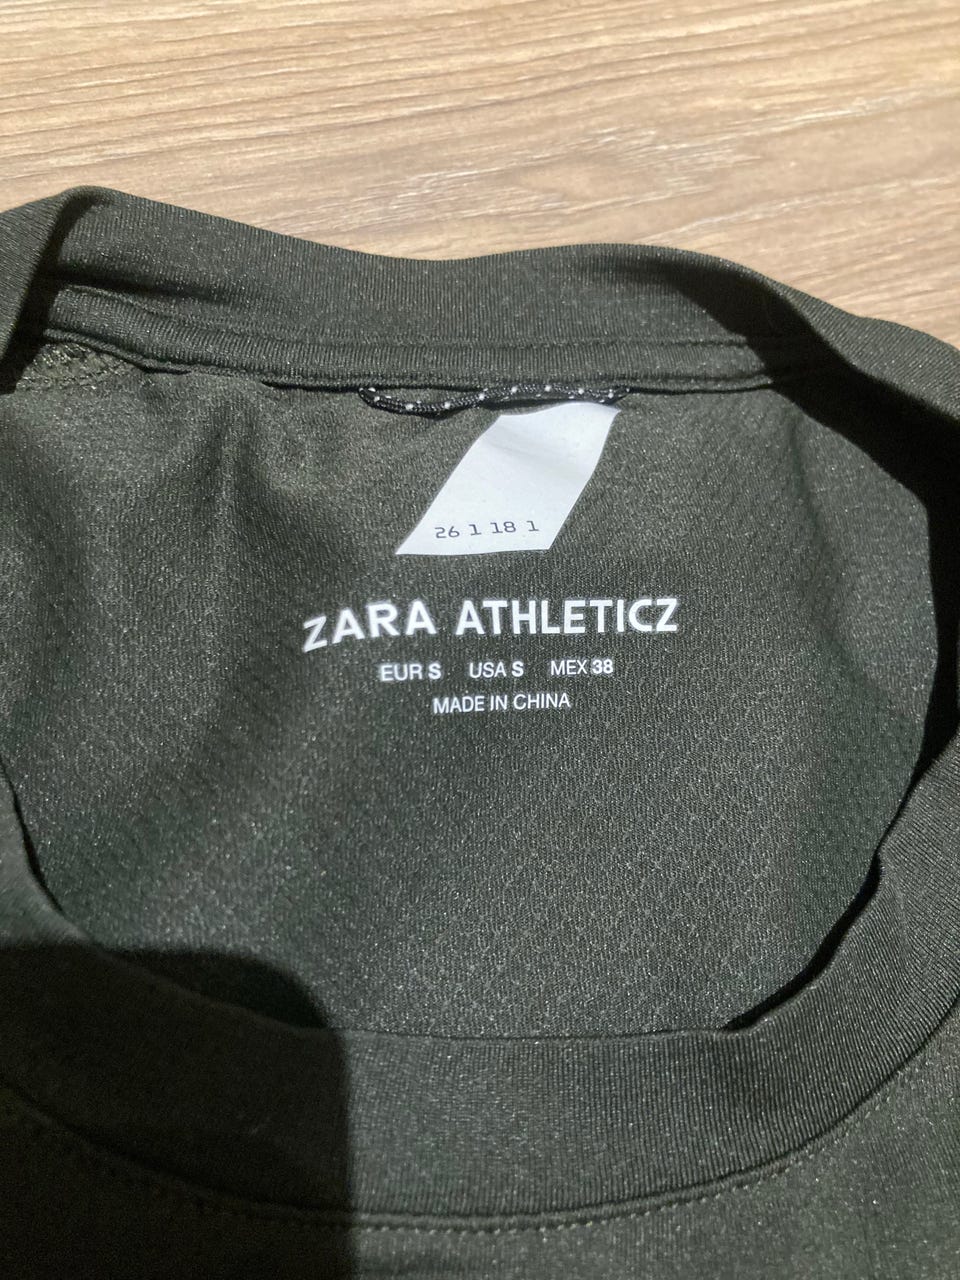 26 1 18 1
ZARA ATHLETICZ
EUR S USA S MEX 38
MADE IN CHINA